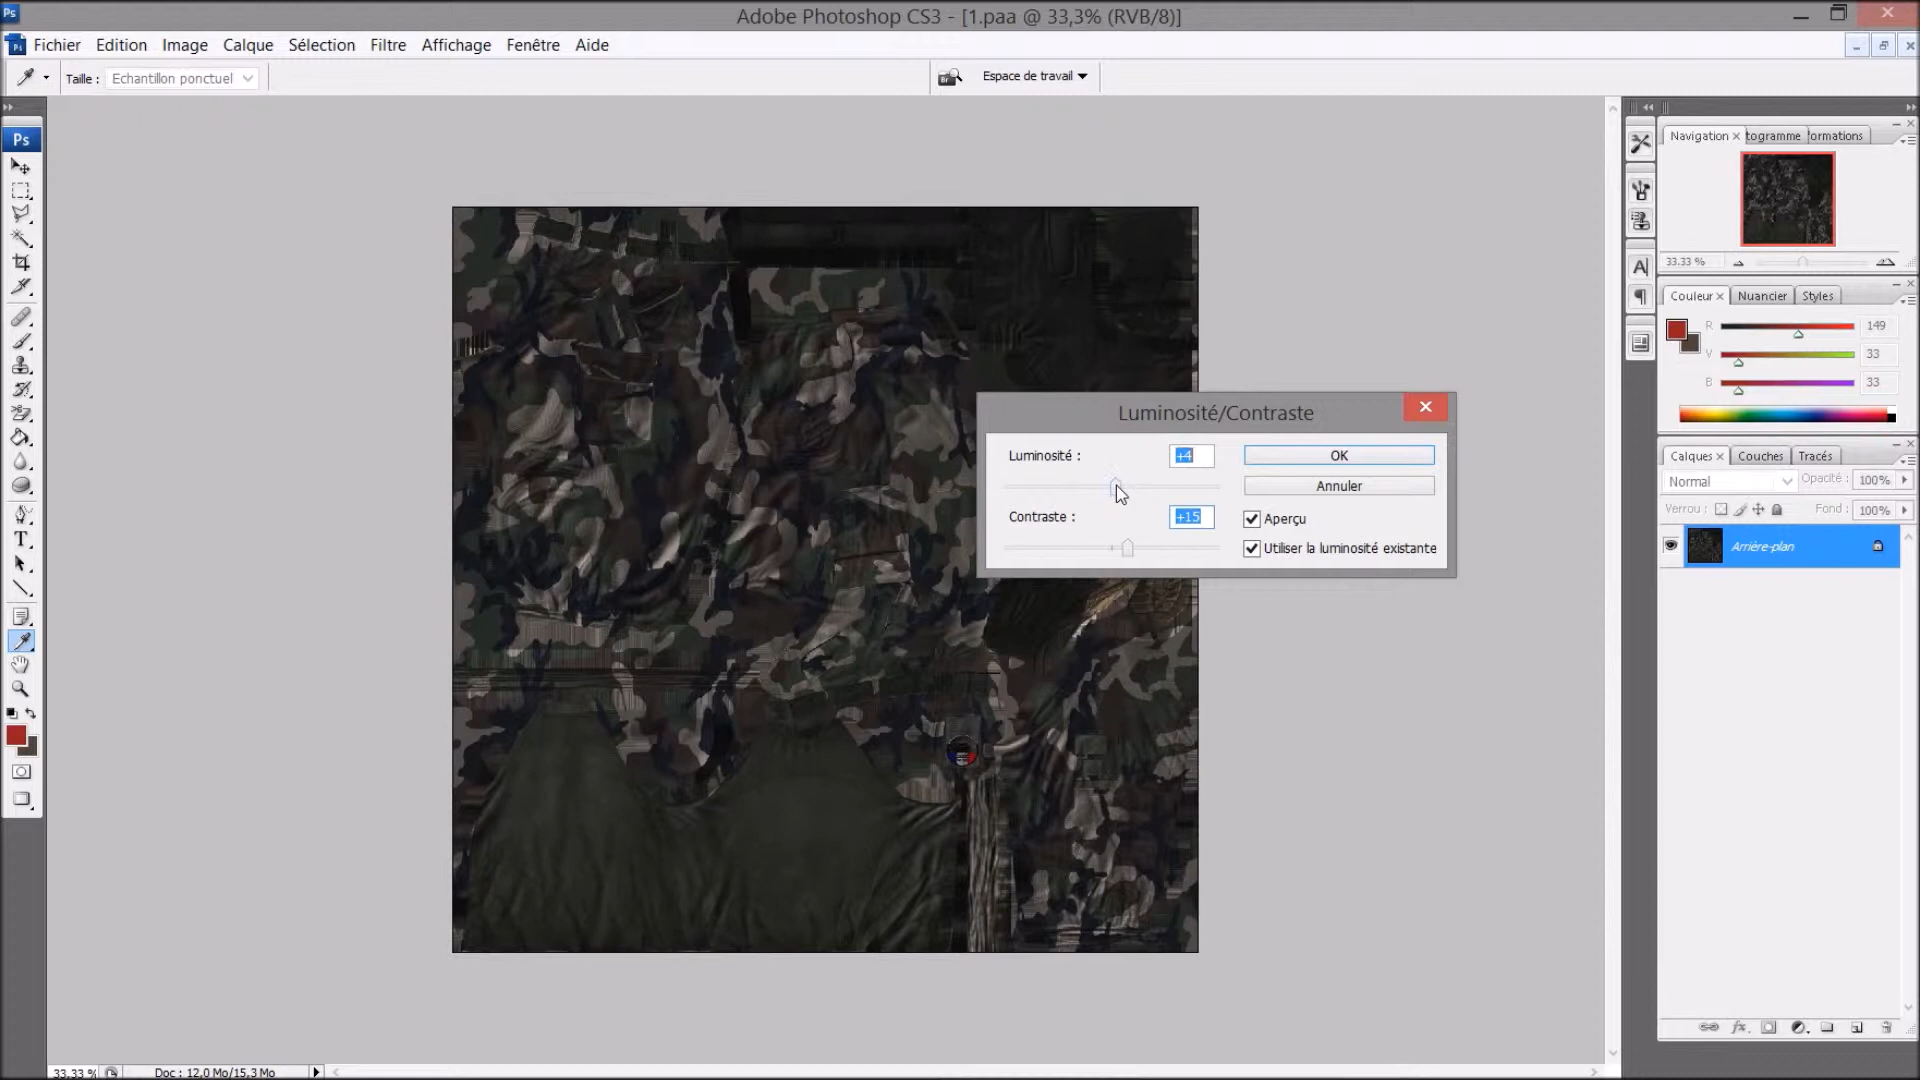 Ps
Adobe Photoshop CS3 - [1.paa @ 33,3% (RVB/8)]
Fichier Edition Image Calque Sélection Filtre Affichage Fenêtre Aide
Taille : Echantillon ponctuel
Espace de travail
Ps
Navigation togramme formations
33.33 %
Couleur Nuancier Styles
R 149
V 33
B 33
Calques Couches Tracés
Normal Opacité : 100%
Verrou : Fond : 100%
Arrière-plan
Luminosité/Contraste
Luminosité : +4
OK
Annuler
Contraste : +15
Aperçu
Utiliser la luminosité existante
33.33 % Doc : 12,0 Mo/15,3 Mo